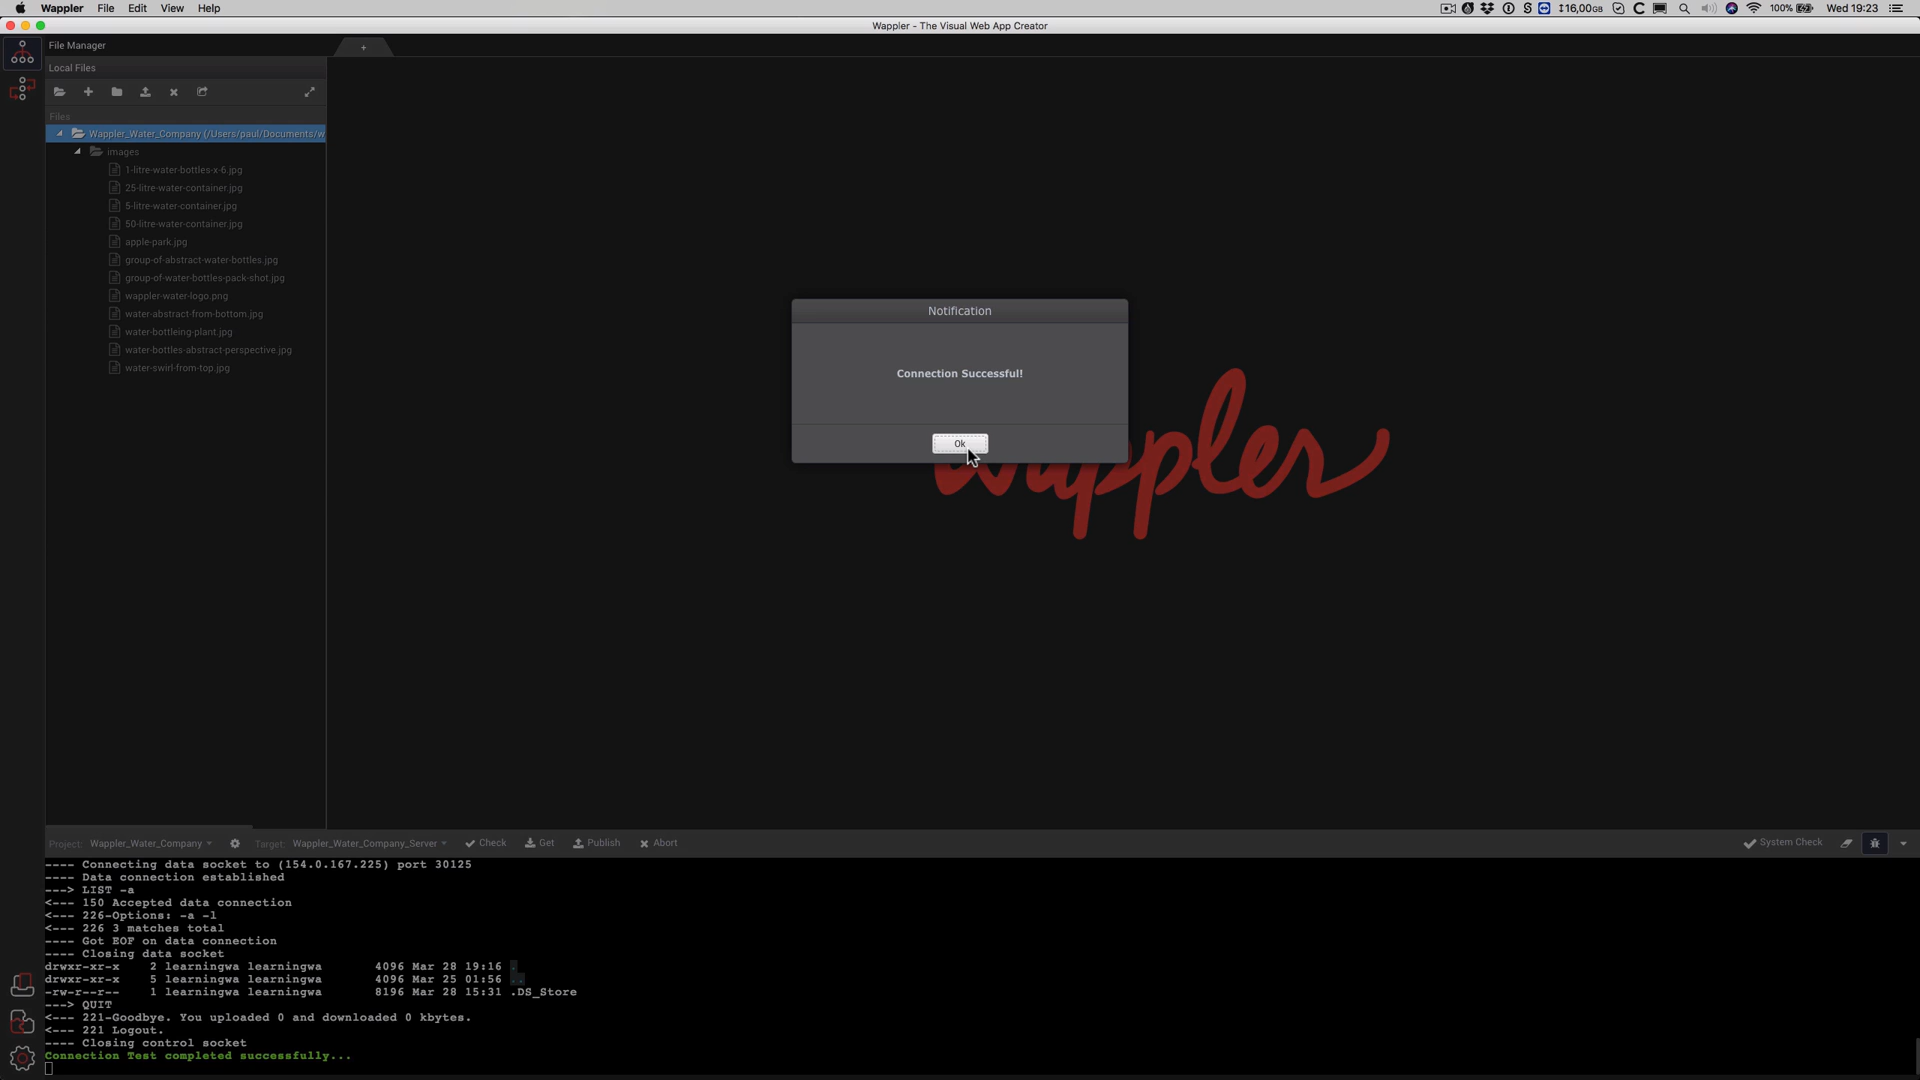 Wappler File Edit View Help
16,00GB 100% Wed 19:23
Wappler - The Visual Web App Creator
File Manager
+
Local Files
Files
Wappler_Water_Company (/Users/paul/Documents/w
images
1-litre-water-bottles-x-6.jpg
25-litre-water-container.jpg
5-litre-water-container.jpg
50-litre-water-container.jpg
apple-park.jpg
group-of-abstract-water-bottles.jpg
group-of-water-bottles-pack-shot.jpg
wappler-water-logo.png
water-abstract-from-bottom.jpg
water-bottleing-plant.jpg
water-bottles-abstract-perspective.jpg
water-swirl-from-top.jpg
Notification
Connection Successful!
Ok
wappler
Project: Wappler_Water_Company Target: Wappler_Water_Company_Server Check Get Publish Abort System Check
---- Connecting data socket to (154.0.167.225) port 30125
---- Data connection established
---> LIST -a
<--- 150 Accepted data connection
<--- 226-Options: -a -l
<--- 226 3 matches total
---- Got EOF on data connection
---- Closing data socket
drwxr-xr-x 2 learningwa learningwa 4096 Mar 28 19:16 .
drwxr-xr-x 5 learningwa learningwa 4096 Mar 25 01:56 ..
-rw-r--r-- 1 learningwa learningwa 8196 Mar 28 15:31 .DS_Store
---> QUIT
<--- 221-Goodbye. You uploaded 0 and downloaded 0 kbytes.
<--- 221 Logout.
---- Closing control socket
Connection Test completed successfully...